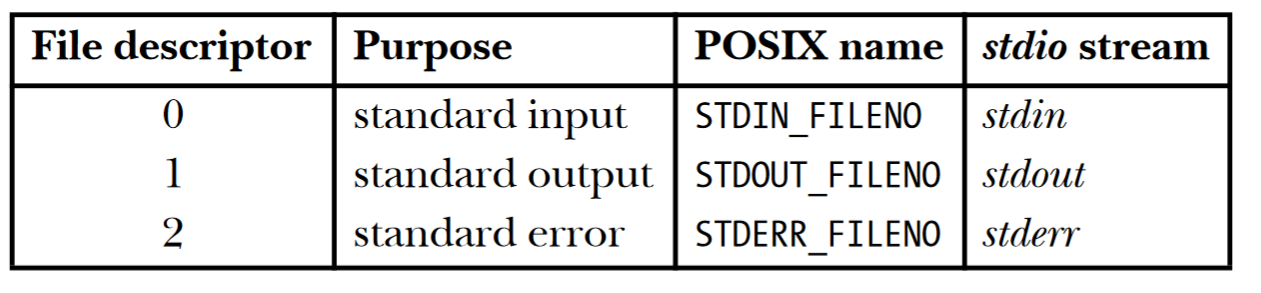 File descriptor Purpose POSIX name stdio stream
0 standard input STDIN_FILENO stdin
1 standard output STDOUT_FILENO stdout
2 standard error STDERR_FILENO stderr